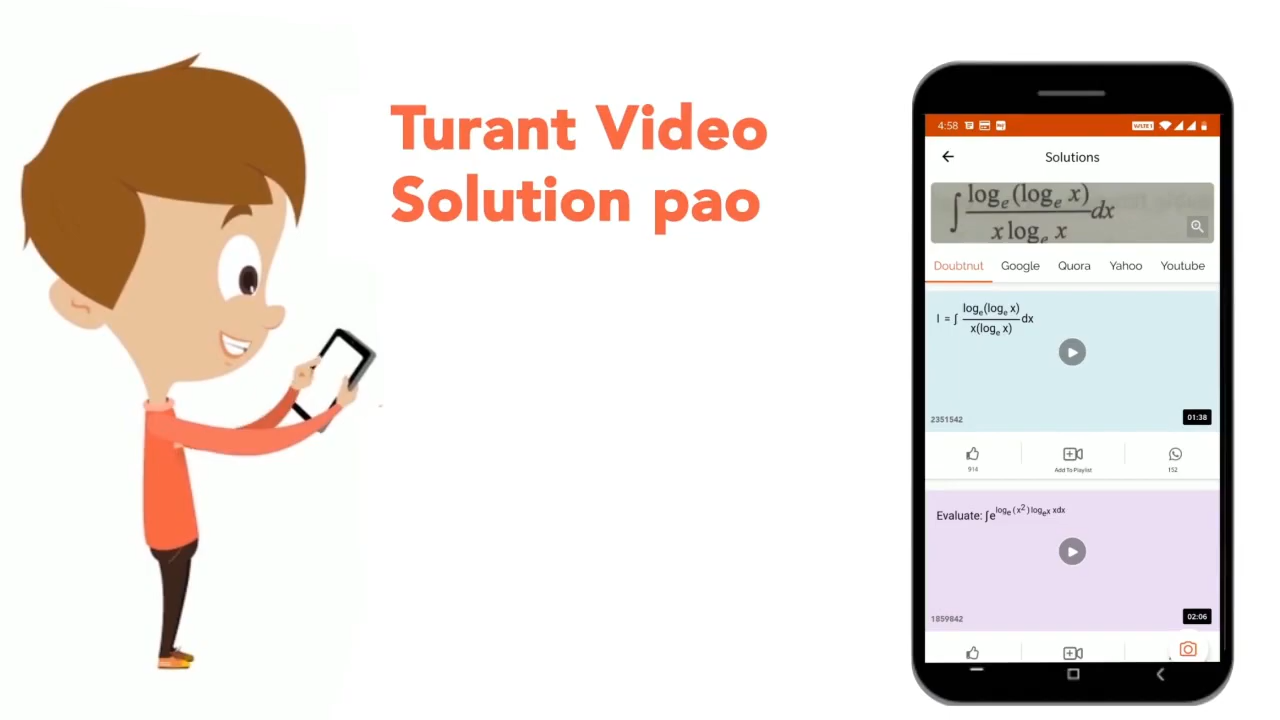 Turant Video
Solution pao
4:58
Solutions
∫ logₑ(logₑ x) / x logₑ x dx
Doubtnut Google Quora Yahoo Youtube
I = ∫ logₑ(logₑ x) / x(logₑ x) dx
2351542 01:38
914 Add To Playlist 152
Evaluate: ∫e^logₑ(x²)logₑx xdx
1859842 02:06